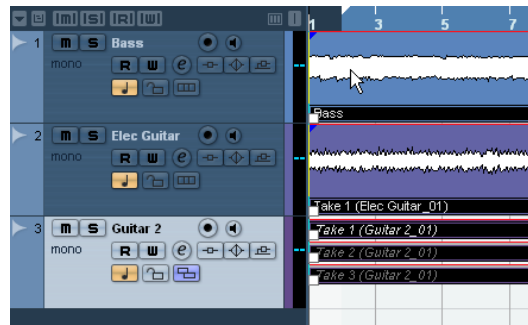 m S R W
1 3 5 7
1 m S Bass
mono R W e
Bass
2 m S Elec Guitar
mono R W e
Take 1 (Elec Guitar_01)
3 m S Guitar 2
Take 1 (Guitar 2_01)
mono R W e
Take 2 (Guitar 2_01)
Take 3 (Guitar 2_01)